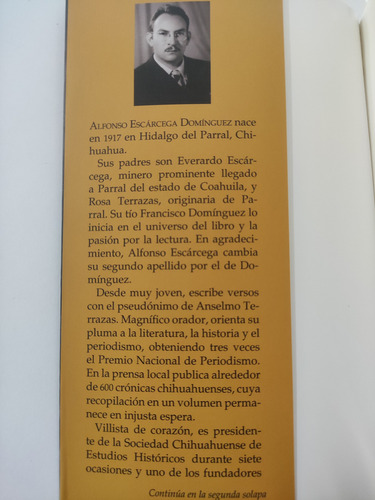 ALFONSO ESCÁRCEGA DOMÍNGUEZ nace
en 1917 en Hidalgo del Parral, Chi-
huahua.
Sus padres son Everardo Escár-
cega, minero prominente llegado
a Parral del estado de Coahuila, y
Rosa Terrazas, originaria de Pa-
rral. Su tío Francisco Domínguez lo
inicia en el universo del libro y la
pasión por la lectura. En agradeci-
miento, Alfonso Escárcega cambia
su segundo apellido por el de Do-
mínguez.
Desde muy joven, escribe versos
con el pseudónimo de Anselmo Te-
rrazas. Magnífico orador, orienta su
pluma a la literatura, la historia y el
periodismo, obteniendo tres veces
el Premio Nacional de Periodismo.
En la prensa local publica alrededor
de 600 crónicas chihuahuenses, cuya
recopilación en un volumen perma-
nece en injusta espera.
Villista de corazón, es presiden-
te de la Sociedad Chihuahuense de
Estudios Históricos durante siete
ocasiones y uno de los fundadores
Continúa en la segunda solapa